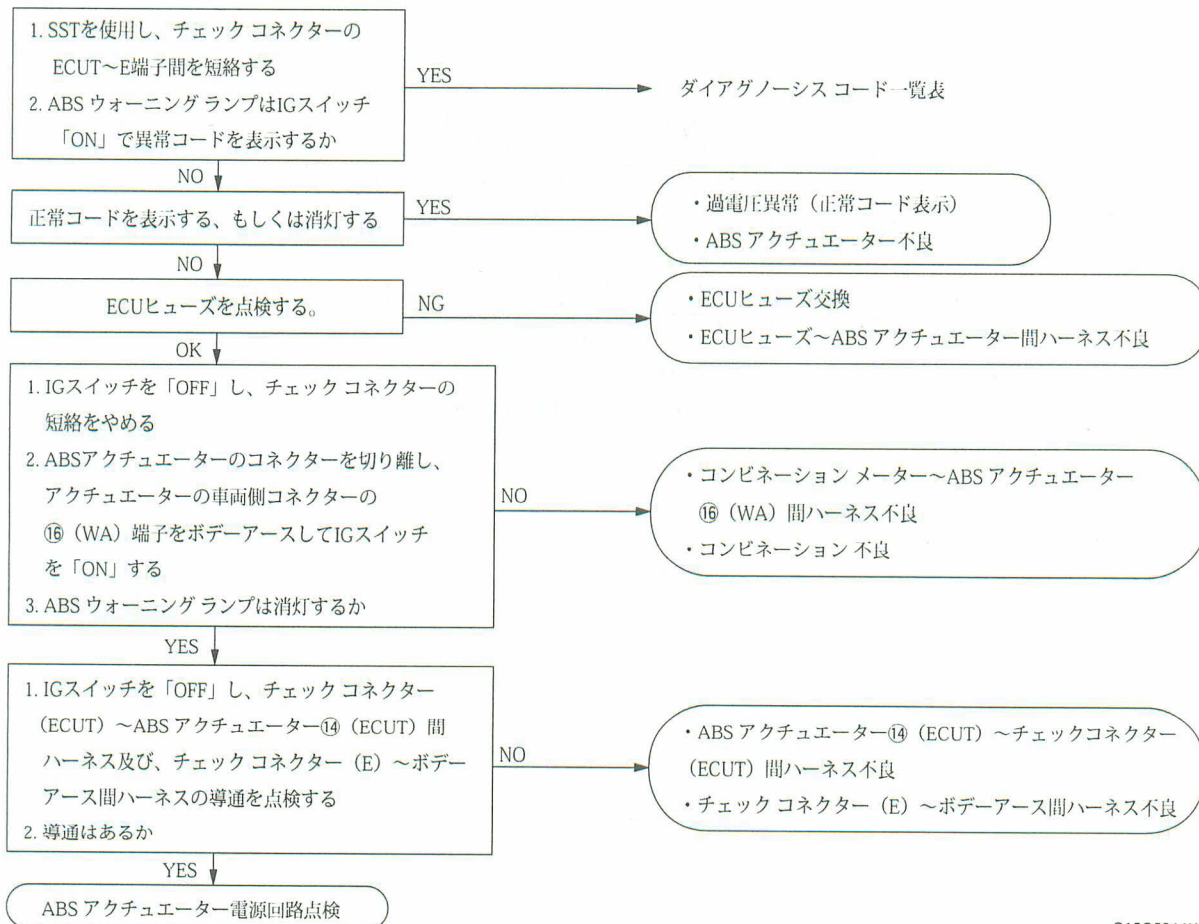 1. SSTを使用し、チェック コネクターの
ECUT～E端子間を短絡する
2. ABS ウォーニング ランプはIGスイッチ
「ON」で異常コードを表示するか
YES
ダイアグノーシス コード一覧表
NO
正常コードを表示する、もしくは消灯する
YES
・過電圧異常（正常コード表示）
・ABS アクチュエーター不良
NO
ECUヒューズを点検する。
NG
・ECUヒューズ交換
・ECUヒューズ～ABS アクチュエーター間ハーネス不良
OK
1. IGスイッチを「OFF」し、チェック コネクターの
短絡をやめる
2. ABSアクチュエーターのコネクターを切り離し、
アクチュエーターの車両側コネクターの
⑯（WA）端子をボデーアースしてIGスイッチ
を「ON」する
3. ABS ウォーニング ランプは消灯するか
NO
・コンビネーション メーター～ABS アクチュエーター
⑯（WA）間ハーネス不良
・コンビネーション 不良
YES
1. IGスイッチを「OFF」し、チェック コネクター
(ECUT）～ABS アクチュエーター⑭（ECUT）間
ハーネス及び、チェック コネクター（E）～ボデー
アース間ハーネスの導通を点検する
2. 導通はあるか
NO
・ABS アクチュエーター⑭（ECUT）～チェックコネクター
(ECUT）間ハーネス不良
・チェック コネクター（E）～ボデーアース間ハーネス不良
YES
ABS アクチュエーター電源回路点検